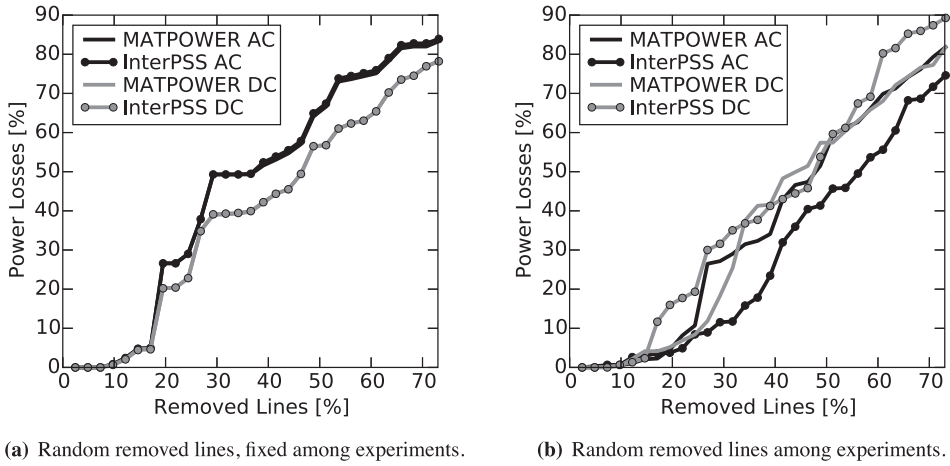 90
80
70
60
50
40
30
20
10
0
Power Losses [%]
MATPOWER AC
InterPSS AC
MATPOWER DC
InterPSS DC
0 10 20 30 40 50 60 70
Removed Lines [%]
(a) Random removed lines, fixed among experiments.
90
80
70
60
50
40
30
20
10
0
Power Losses [%]
MATPOWER AC
InterPSS AC
MATPOWER DC
InterPSS DC
0 10 20 30 40 50 60 70
Removed Lines [%]
(b) Random removed lines among experiments.